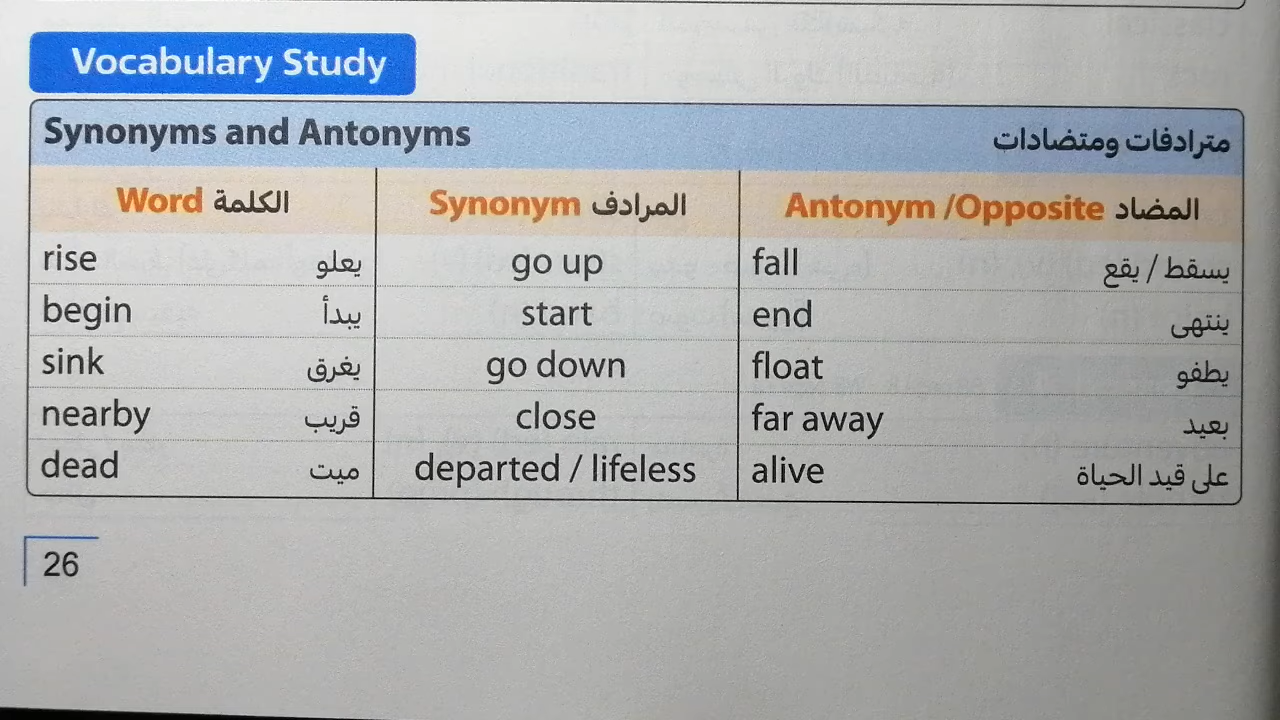 Vocabulary Study
Synonyms and Antonyms مترادفات ومتضادات
Word الكلمة Synonym المرادف Antonym /Opposite المضاد
rise يعلو go up fall يسقط / يقع
begin يبدأ start end ينتهى
sink يغرق go down float يطفو
nearby قريب close far away بعيد
dead ميت departed / lifeless alive على قيد الحياة
26